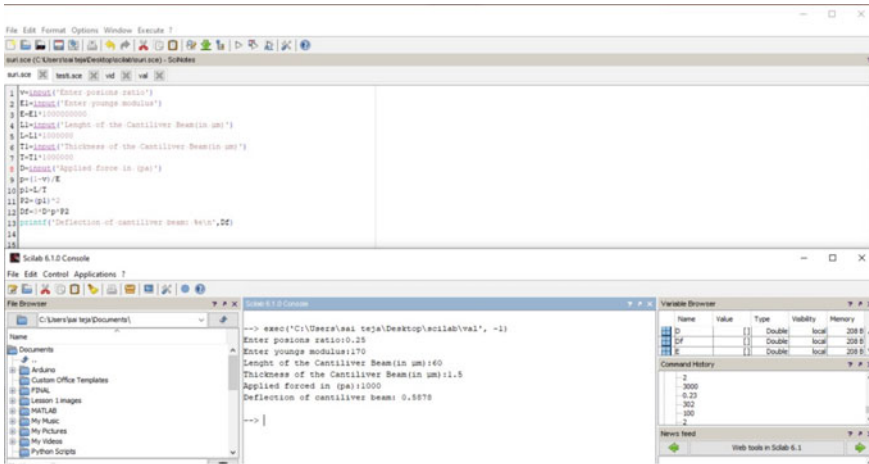 File Edit Format Options Window Execute ?
suri.sce (C:\Users\sai teja\Desktop\scilab\suri.sce) - SciNotes
suri.sce test6.sce vid val
1 v=input('Enter posions ratio')
2 E1=input('Enter youngs modulus')
3 E=E1*1000000000
4 L1=input('Lenght of the Cantiliver Beam(in µm)')
5 L=L1*1000000
6 T1=input('Thickness of the Cantiliver Beam(in µm)')
7 T=T1*1000000
8 D=input('Applied force in (pa)')
9 p=(1-v)/E
10 p1=L/T
11 P2=(p1)^2
12 Df=3*D*p*P2
13 printf('Deflection of cantiliver beam: %s\n',Df)
14
15
Scilab 6.1.0 Console
File Edit Control Applications ?
File Browser
C:\Users\sai teja\Documents\
Name
Documents
..
Arduino
Custom Office Templates
FINAL
Lesson 1 images
MATLAB
My Music
My Pictures
My Videos
Python Scripts
Scilab 6.1.0 Console
--> exec('C:\Users\sai teja\Desktop\scilab\val', -1)
Enter posions ratio:0.25
Enter youngs modulus:170
Lenght of the Cantiliver Beam(in µm):60
Thickness of the Cantiliver Beam(in µm):1.5
Applied forced in (pa):1000
Deflection of cantiliver beam: 0.5878
-->
Variable Browser
Name Value Type Visibility Memory
D [] Double local 208 B
Df [] Double local 208 B
E [] Double local 208 B
Command History
2
3000
0.23
302
100
2
News feed
Web tools in Scilab 6.1